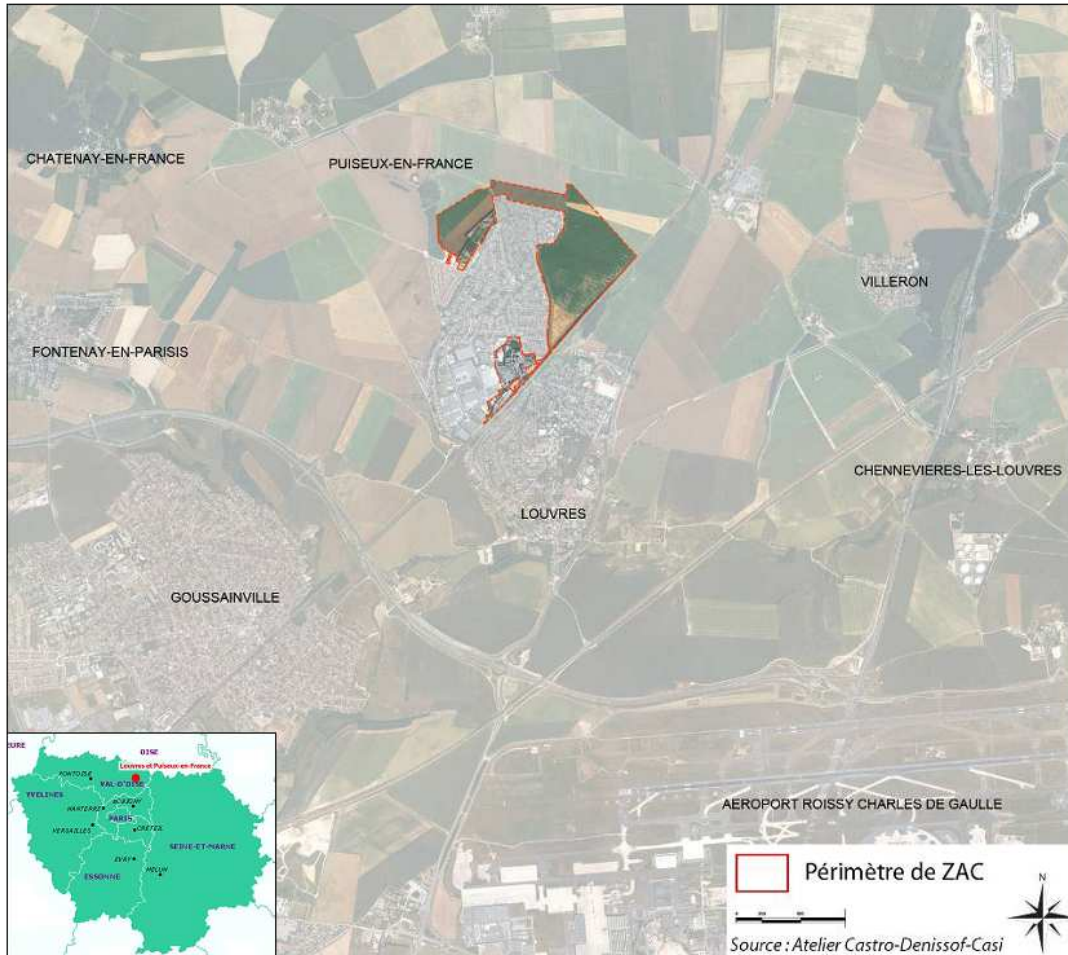 CHATENAY-EN-FRANCE
PUISEUX-EN-FRANCE
VILLERON
FONTENAY-EN-PARISIS
CHENNEVIERES-LES-LOUVRES
LOUVRES
GOUSSAINVILLE
AEROPORT ROISSY CHARLES DE GAULLE
EURE
OISE
Louvres et Puiseux-en-France
PONTOISE
VAL-D'OISE
YVELINES
NANTERRE
BOBIGNY
PARIS
VERSAILLES
CRETEIL
SEINE-ET-MARNE
EVRY
MELUN
ESSONNE
Périmètre de ZAC
N
0
Source : Atelier Castro-Denissof-Casi